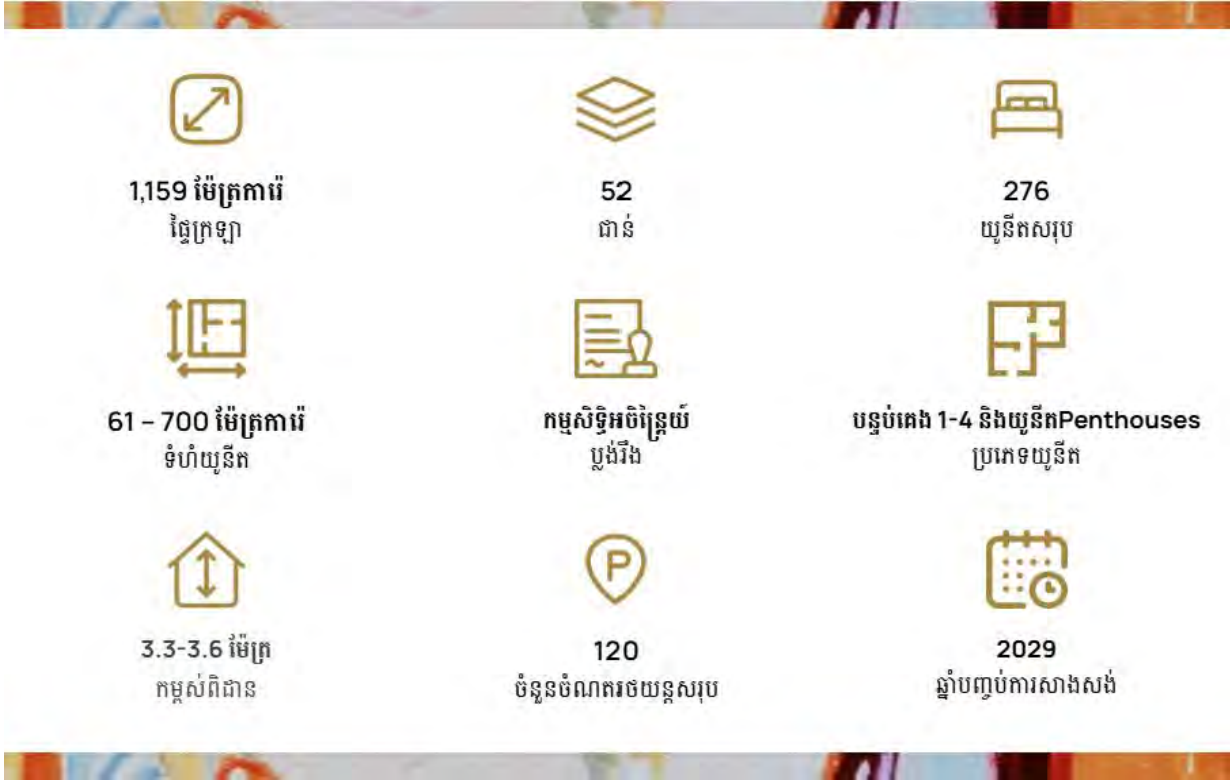 1,159 ម៉ែត្រការ៉េ
ផ្ទៃក្រឡា
52
ជាន់
276
យូនីតសរុប
61 – 700 ម៉ែត្រការ៉េ
ទំហំយូនីត
កម្មសិទ្ធិអចិន្ត្រៃយ៍
ប្លង់រឹង
បន្ទប់គេង 1-4 និងយូនីតPenthouses
ប្រភេទយូនីត
3.3-3.6 ម៉ែត្រ
កម្ពស់ពិដាន
P
120
ចំនួនចំណតរថយន្តសរុប
2029
ឆ្នាំបញ្ចប់ការសាងសង់